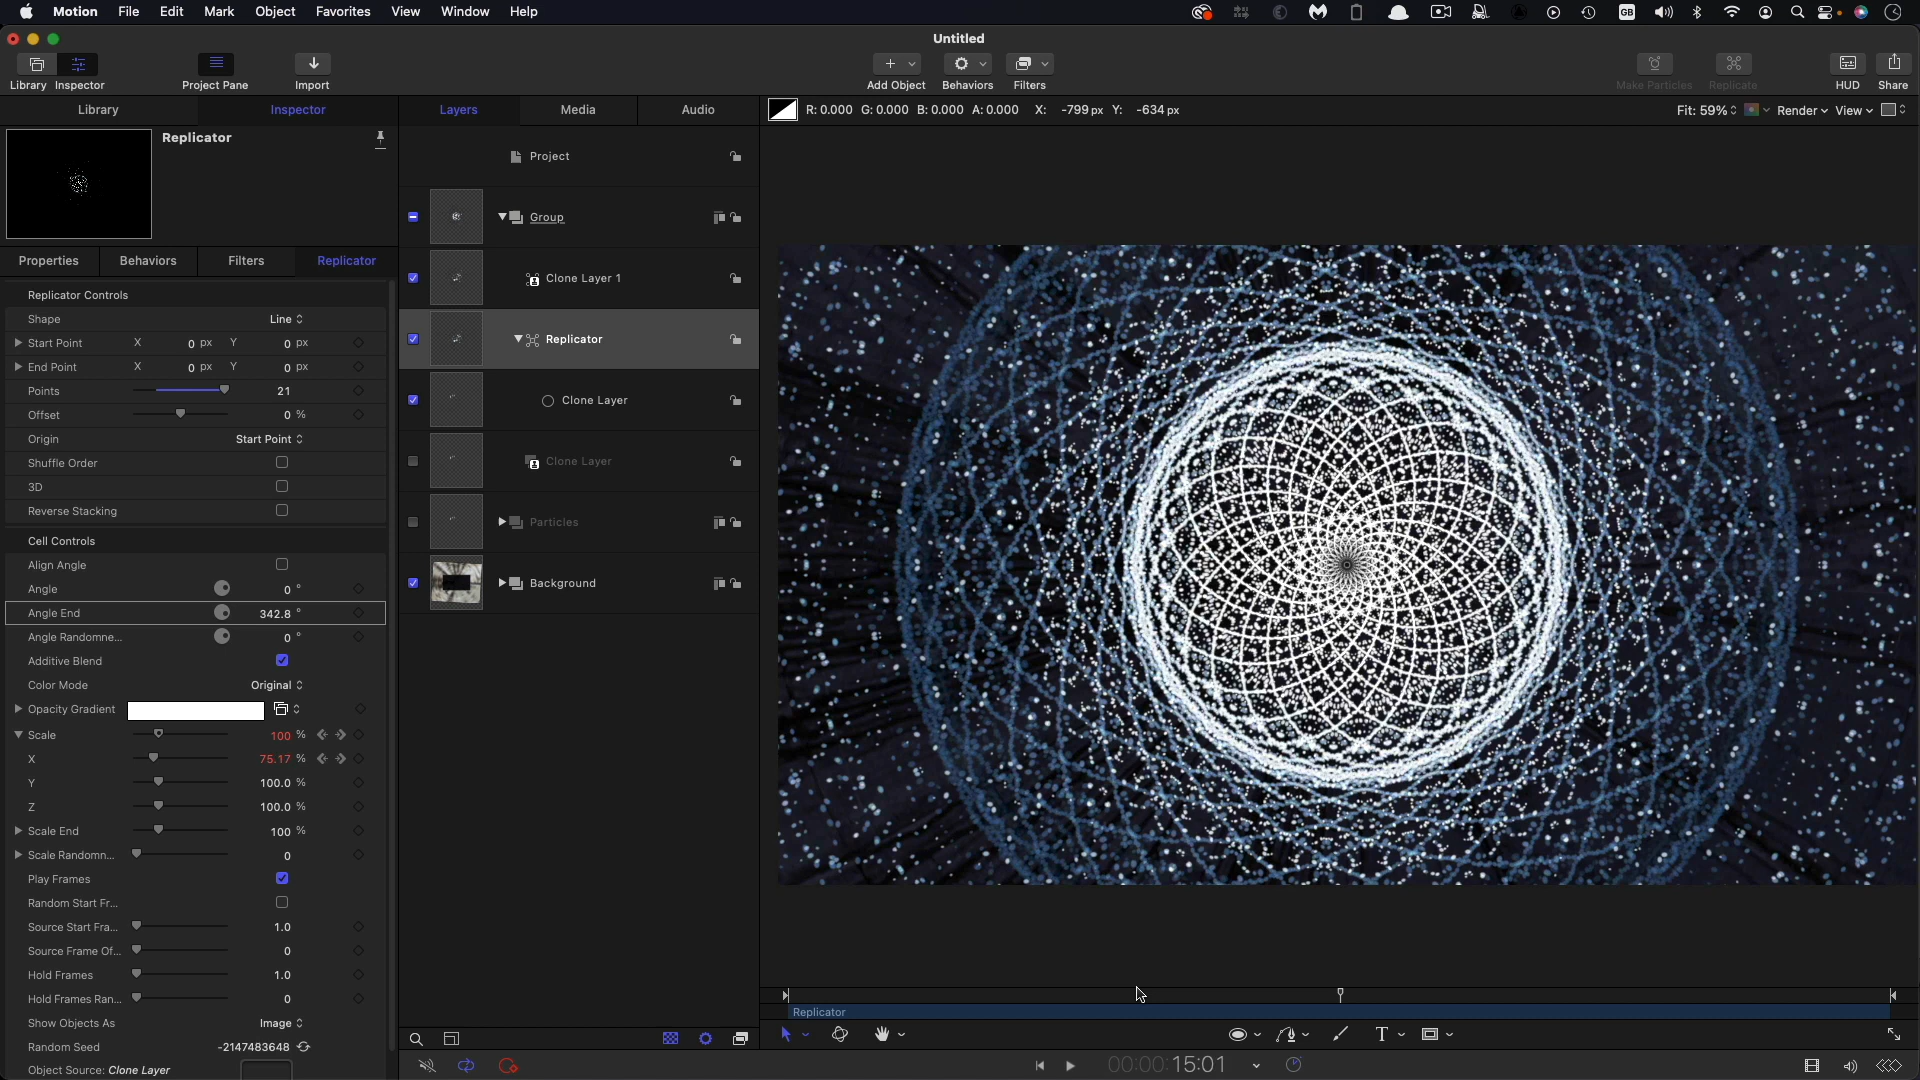 Motion File Edit Mark Object Favorites View Window Help GB
Untitled
Library Inspector Project Pane Import Add Object Behaviors Filters Make Particles Replicate HUD Share
Library Inspector Layers Media Audio R: 0.000 G: 0.000 B: 0.000 A: 0.000 X: -799 px Y: -634 px Fit: 59% Render View
Replicator
Properties Behaviors Filters Replicator
Replicator Controls
Shape Line
Start Point X 0 px Y 0 px
End Point X 0 px Y 0 px
Points 21
Offset 0 %
Origin Start Point
Shuffle Order
3D
Reverse Stacking
Cell Controls
Align Angle
Angle 0 °
Angle End 342.8 °
Angle Randomne... 0 °
Additive Blend
Color Mode Original
Opacity Gradient
Scale 100 %
X 75.17 %
Y 100.0 %
Z 100.0 %
Scale End 100 %
Scale Randomn... 0
Play Frames
Random Start Fr...
Source Start Fra... 1.0
Source Frame Of... 0
Hold Frames 1.0
Hold Frames Ran... 0
Show Objects As Image
Random Seed -2147483648
Object Source: Clone Layer
Project
Group
Clone Layer 1
Replicator
Clone Layer
Clone Layer
Particles
Background
Replicator
T
00:00:15:01